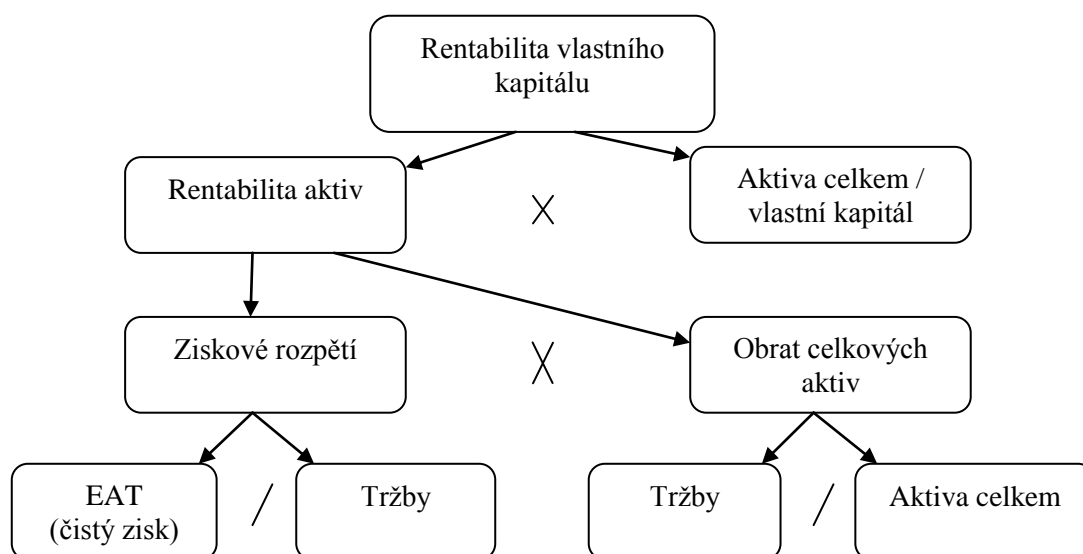 Rentabilita vlastního
kapitálu
Rentabilita aktiv
X
Aktiva celkem /
vlastní kapitál
Ziskové rozpětí
X
Obrat celkových
aktiv
EAT
(čistý zisk)
/
Tržby
Tržby
/
Aktiva celkem